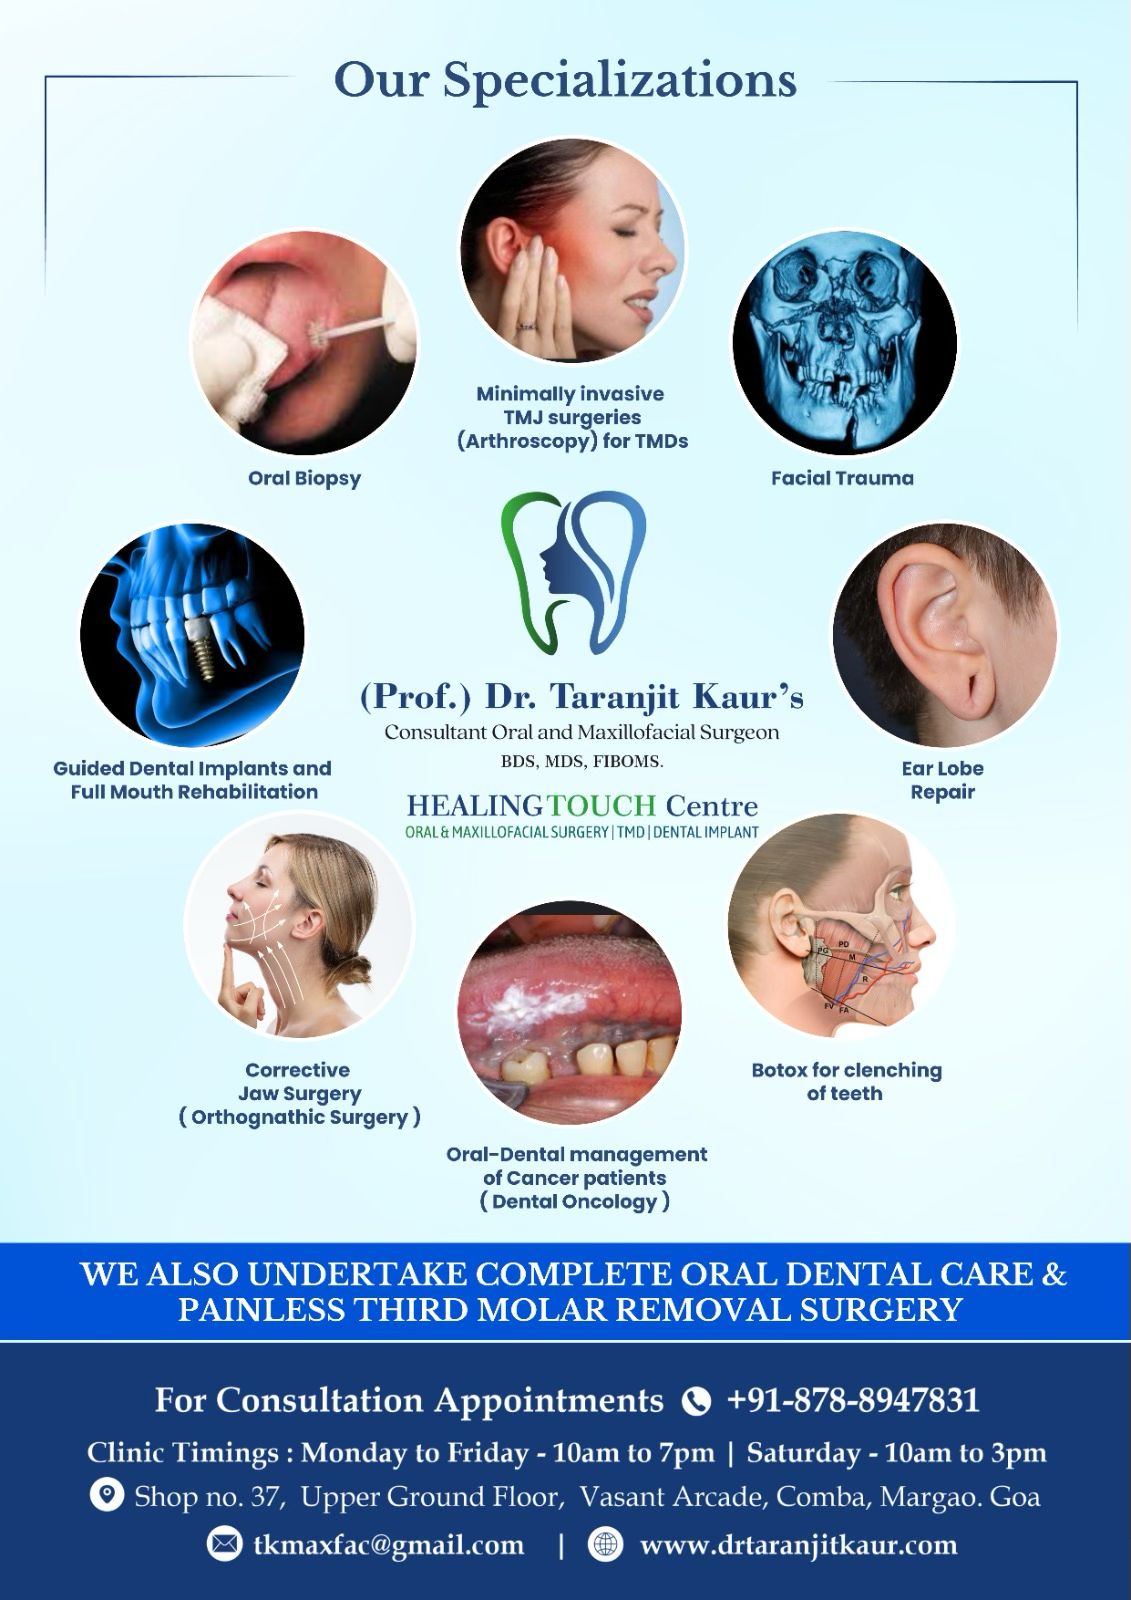 Our Specializations
Minimally invasive
TMJ surgeries
(Arthroscopy) for TMDs
Oral Biopsy
Facial Trauma
(Prof.) Dr. Taranjit Kaur's
Consultant Oral and Maxillofacial Surgeon
BDS, MDS, FIBOMS.
Guided Dental Implants and
Full Mouth Rehabilitation
Ear Lobe
Repair
HEALING TOUCH Centre
ORAL & MAXILLOFACIAL SURGERY | TMD | DENTAL IMPLANT
PD
PG
M
R
FV
FA
Corrective
Jaw Surgery
( Orthognathic Surgery )
Botox for clenching
of teeth
Oral-Dental management
of Cancer patients
( Dental Oncology )
WE ALSO UNDERTAKE COMPLETE ORAL DENTAL CARE &
PAINLESS THIRD MOLAR REMOVAL SURGERY
For Consultation Appointments +91-878-8947831
Clinic Timings : Monday to Friday - 10am to 7pm | Saturday - 10am to 3pm
Shop no. 37, Upper Ground Floor, Vasant Arcade, Comba, Margao. Goa
tkmaxfac@gmail.com | www.drtaranjitkaur.com